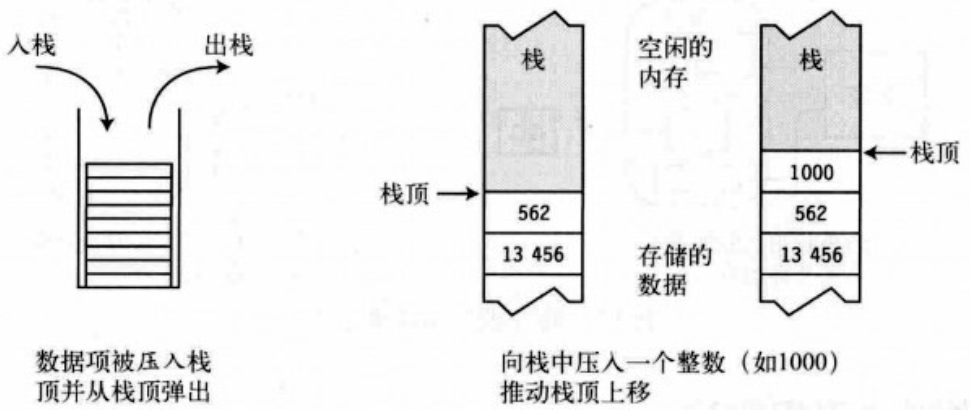 入栈
出栈
数据项被压入栈
顶并从栈顶弹出
栈
栈顶
562
13 456
空闲的
内存
存储的
数据
栈
1000
562
13 456
栈顶
向栈中压入一个整数（如1000）
推动栈顶上移